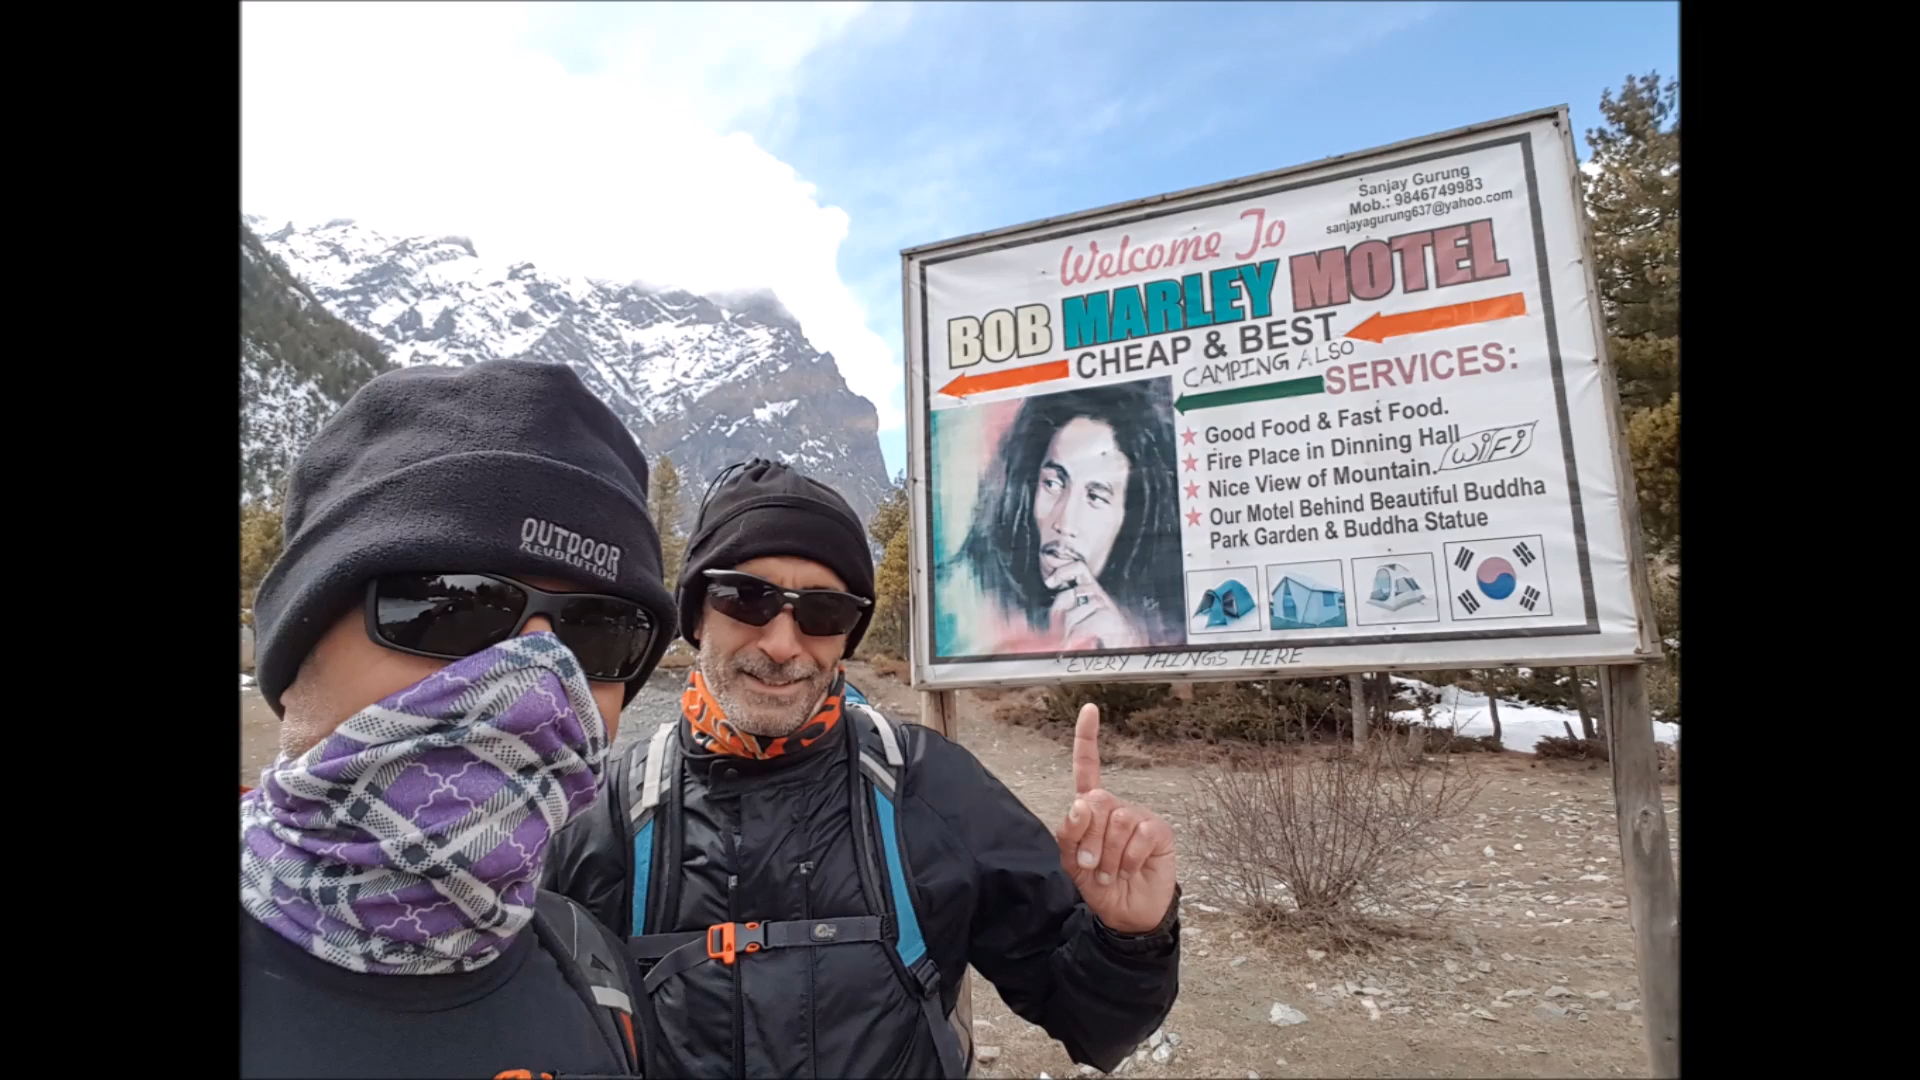 Sanjay Gurung
Mob.: 9846749983
sanjayagurung637@yahoo.com
Welcome To
BOB MARLEY MOTEL
CHEAP & BEST
CAMPING ALSO
SERVICES:
Good Food & Fast Food.
Fire Place in Dinning Hall
WiFi
Nice View of Mountain.
Our Motel Behind Beautiful Buddha
Park Garden & Buddha Statue
EVERY THINGS HERE
OUTDOOR
REVOLUTION